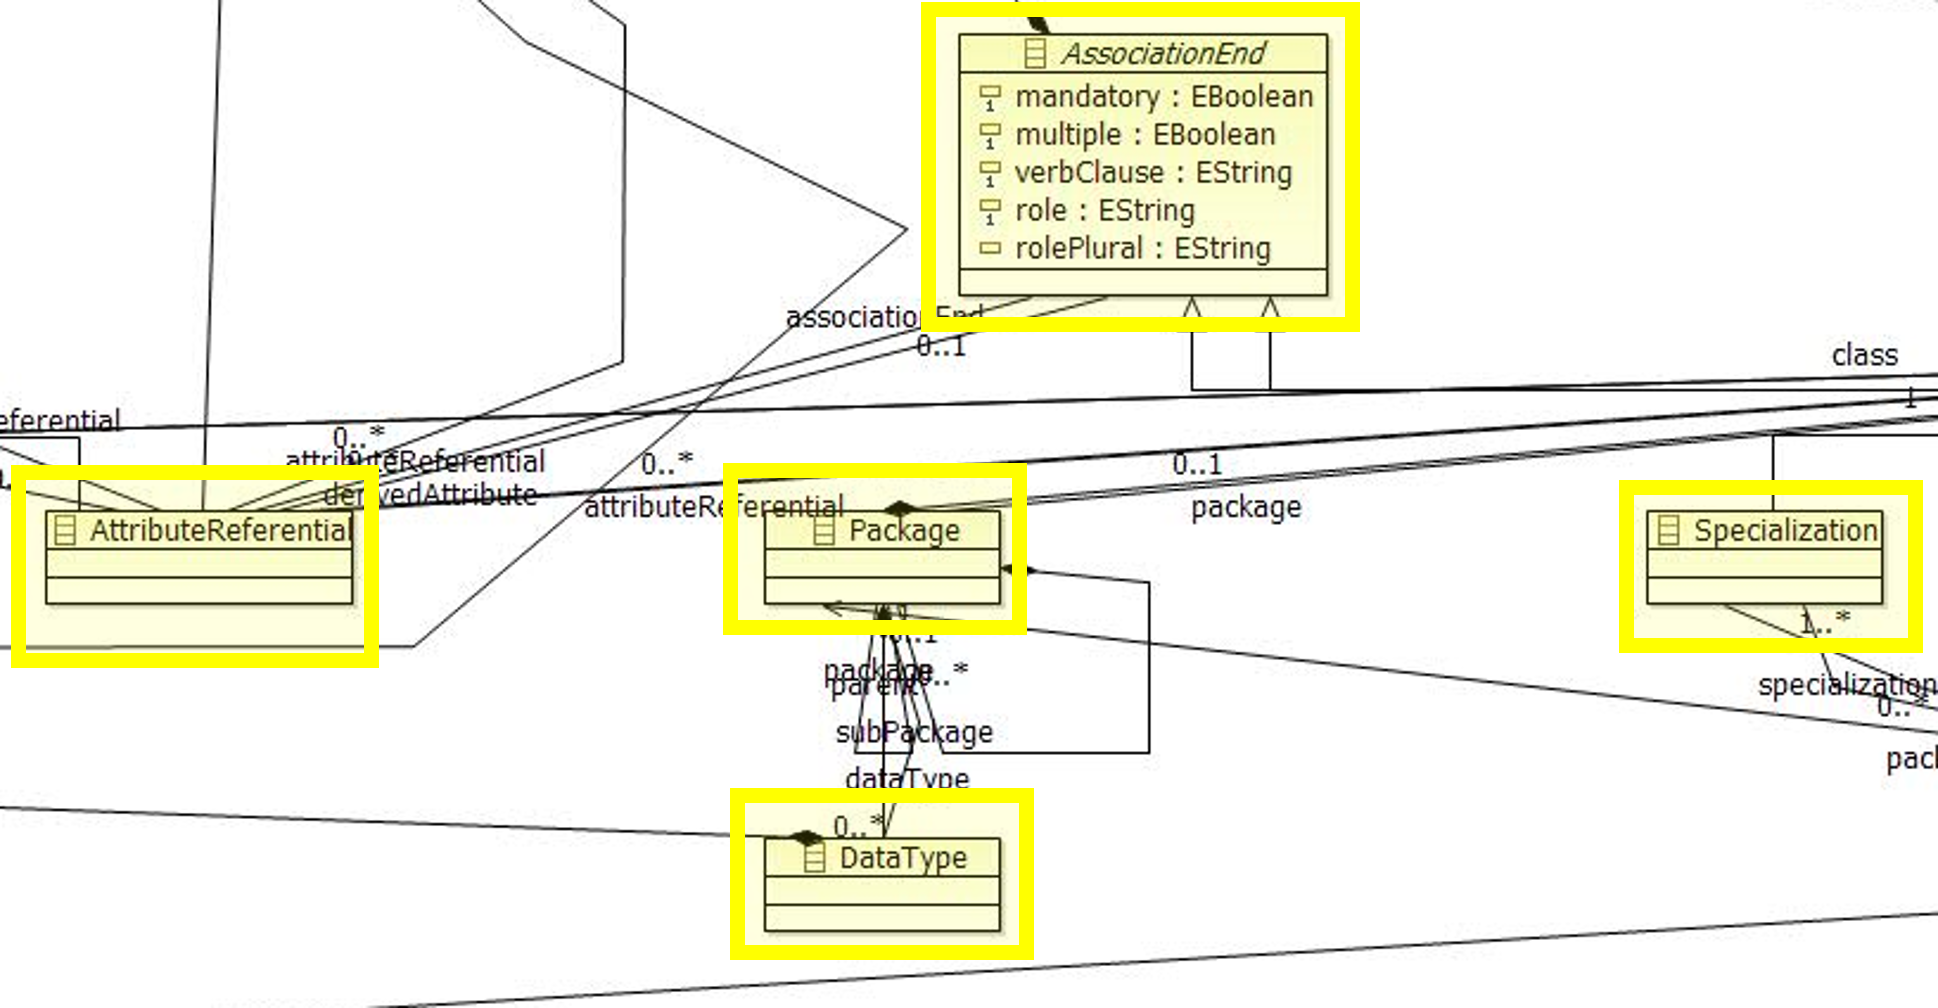 AssociationEnd
mandatory : EBoolean
multiple : EBoolean
verbClause : EString
role : EString
rolePlural : EString
associationEnd
0..1
class
1
eferential
0..*
attributeReferential
0..*
0..1
derivedAttribute
attributeReferential
package
AttributeReferential
Package
Specialization
0..1
1..*
package
0..*
parent
specialization
0..*
subPackage
pack
dataType
0..*
DataType